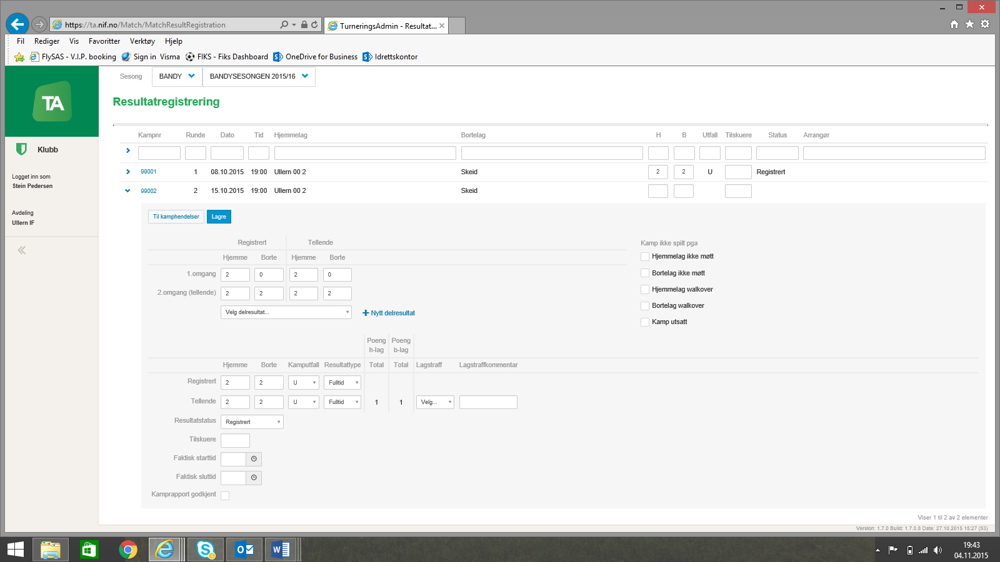 https://ta.nif.no/Match/MatchResultRegistration
TurneringsAdmin - Resultat...
Fil Rediger Vis Favoritter Verktøy Hjelp
FlySAS - V.I.P. booking Sign in Visma FIKS - Fiks Dashboard OneDrive for Business Idrettskontor
TA
Klubb
Logget inn som
Stein Pedersen
Avdeling
Ullern IF
Sesong BANDY BANDYSESONGEN 2015/16
Resultatregistrering
Kampnr Runde Dato Tid Hjemmelag Bortelag H B Utfall Tilskuere Status Arrangør
99001 1 08.10.2015 19:00 Ullern 00 2 Skeid 2 2 U Registrert
99002 2 15.10.2015 19:00 Ullern 00 2 Skeid
Til kamphendelser Lagre
Registrert Tellende
Hjemme Borte Hjemme Borte
1.omgang 2 0 2 0
2.omgang (tellende) 2 2 2 2
Velg delresultat... Nytt delresultat
Kamp ikke spilt pga
Hjemmelag ikke møtt
Bortelag ikke møtt
Hjemmelag walkover
Bortelag walkover
Kamp utsatt
Poeng Poeng
h-lag b-lag
Hjemme Borte Kamputfall Resultattype Total Total Lagstraff Lagstraffkommentar
Registrert 2 2 U Fulltid
Tellende 2 2 U Fulltid 1 1 Velg...
Resultatstatus Registrert
Tilskuere
Faktisk starttid
Faktisk sluttid
Kamprapport godkjent
Viser 1 til 2 av 2 elementer
Version: 1.7.0 Build: 1.7.0.8 Date: 27.10.2015 15:27 (53)
19:43
04.11.2015